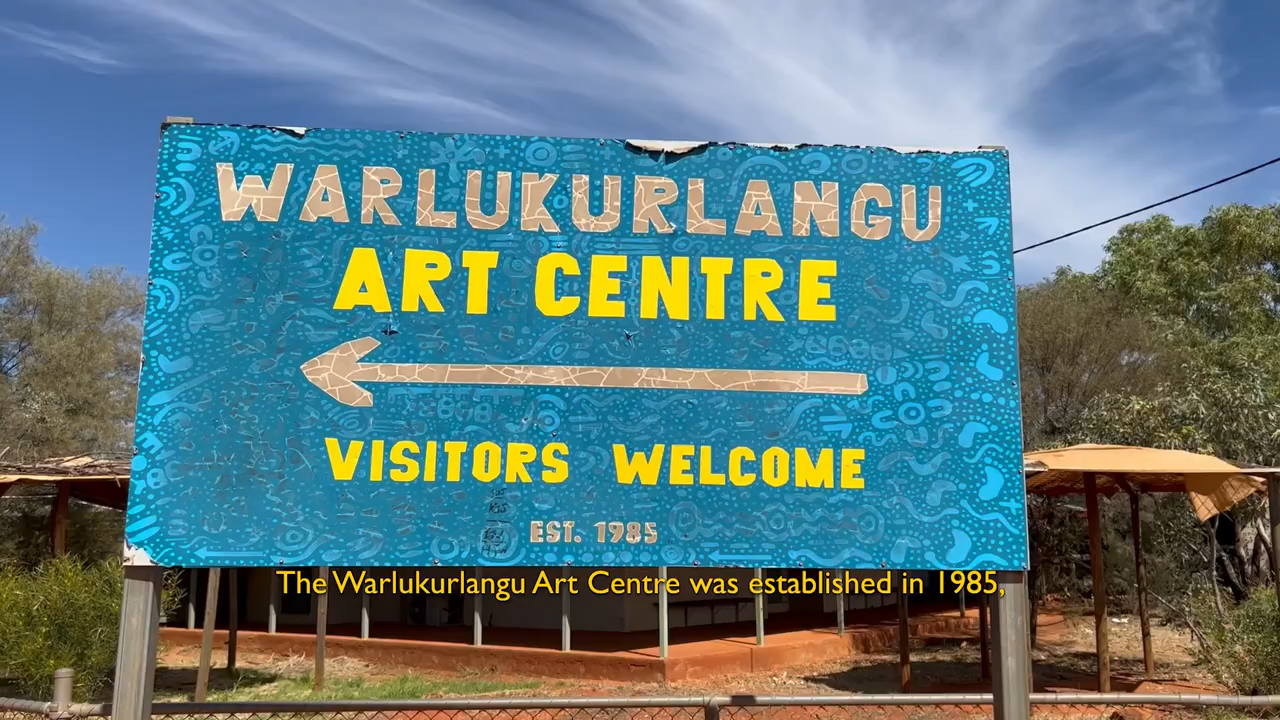 WARLUKURLANGU
ART CENTRE
VISITORS WELCOME
EST. 1985
The Warlukurlangu Art Centre was established in 1985,